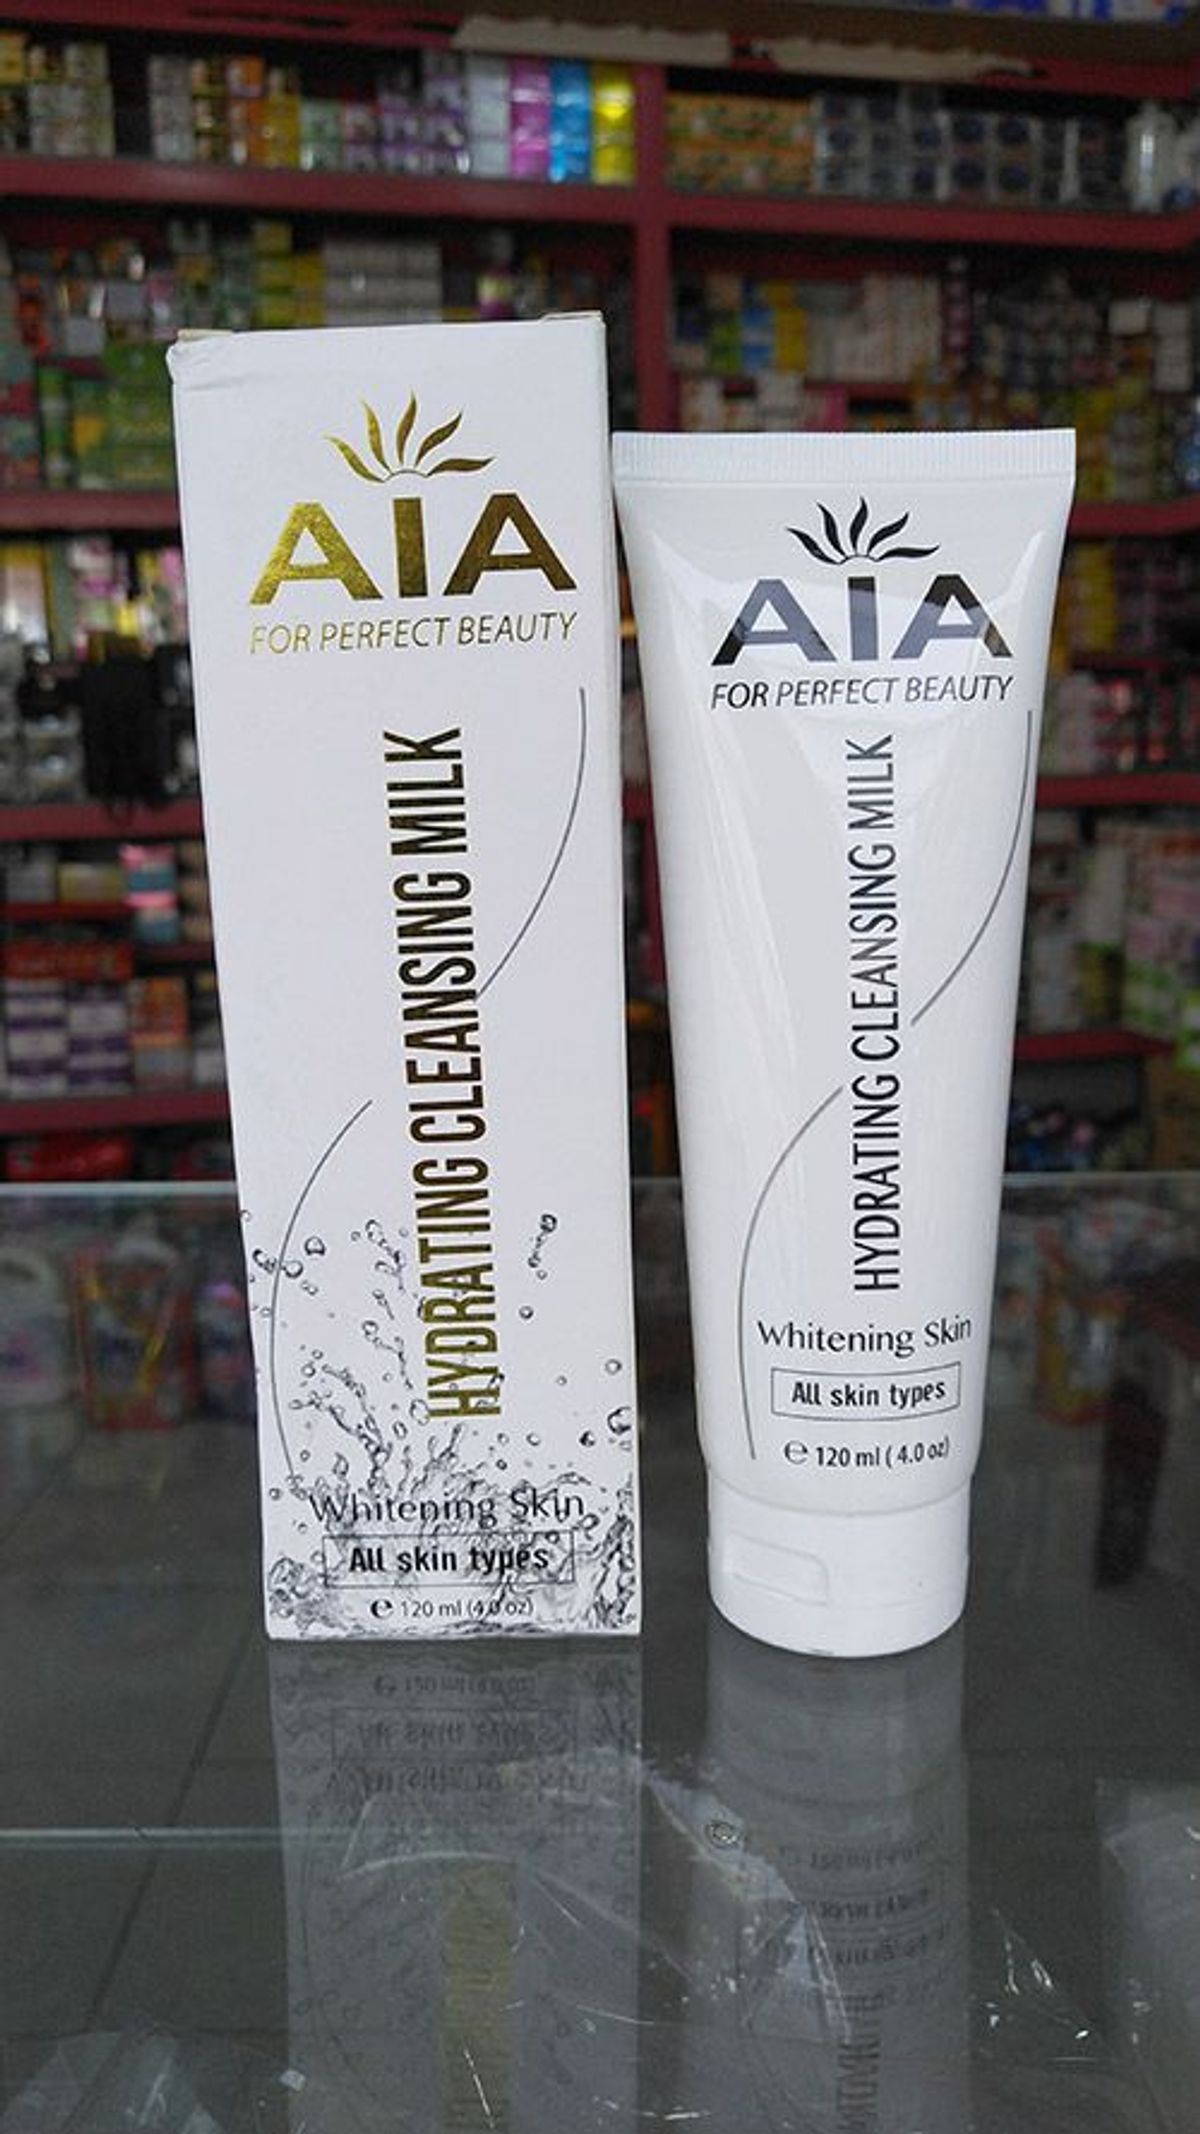 AIA
FOR PERFECT BEAUTY
HYDRATING CLEANSING MILK
Whitening Skin
All skin types
℮ 120 ml (4.0 oz)
AIA
FOR PERFECT BEAUTY
HYDRATING CLEANSING MILK
Whitening Skin
All skin types
℮ 120 ml ( 4.0 oz)